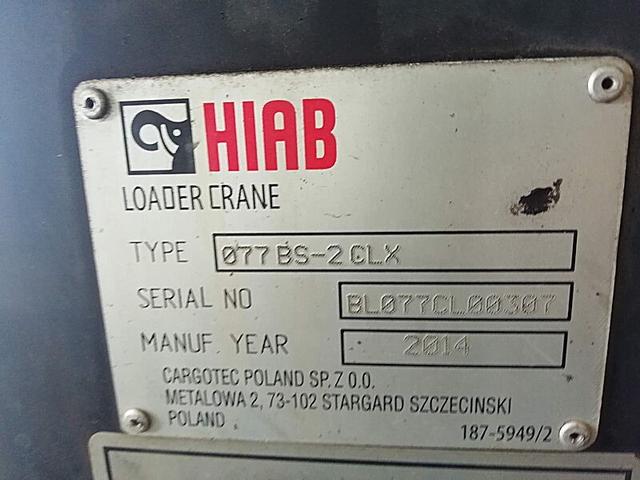 HIAB
LOADER CRANE
TYPE 077 BS-2 CLX
SERIAL NO BL077CL00307
MANUF. YEAR 2014
CARGOTEC POLAND SP. Z O.O.
METALOWA 2, 73-102 STARGARD SZCZECINSKI
POLAND
187-5949/2